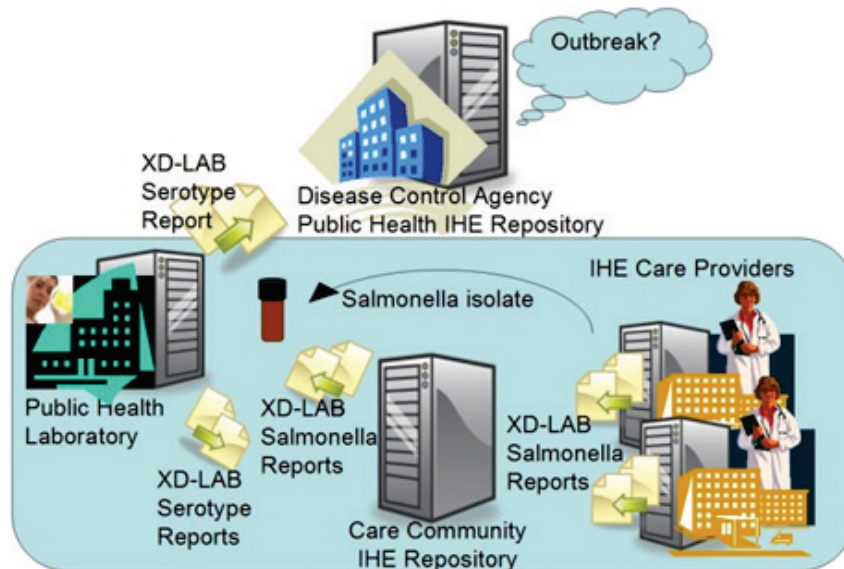 Outbreak?
XD-LAB
Serotype
Report
Disease Control Agency
Public Health IHE Repository
IHE Care Providers
Salmonella isolate
Public Health
Laboratory
XD-LAB
Salmonella
Reports
XD-LAB
Salmonella
Reports
XD-LAB
Serotype
Reports
Care Community
IHE Repository